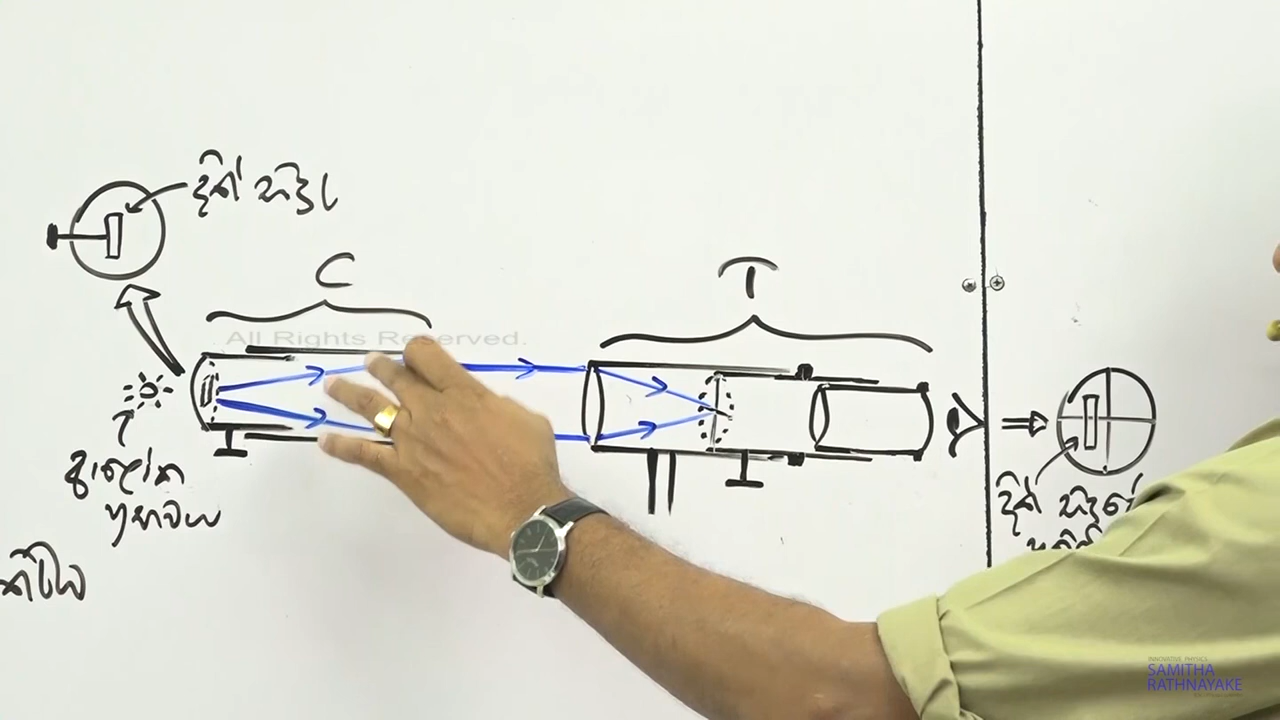 දික් සිදුර
C
T
All Rights Reserved.
ආලෝක
ප්‍රභවය
දික් සිදුරේ
INNOVATIVE PHYSICS
SAMITHA
RATHNAYAKE